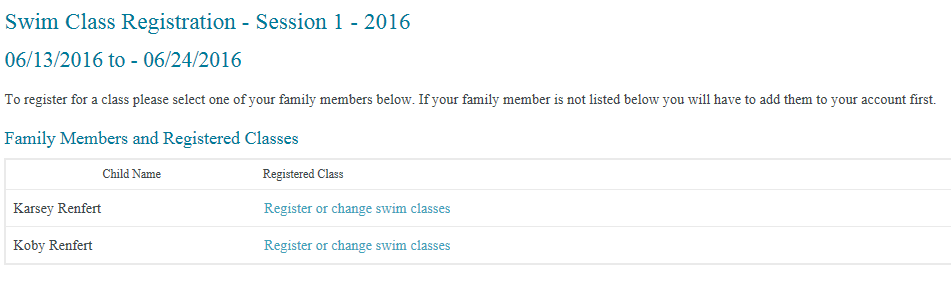 Swim Class Registration - Session 1 - 2016
06/13/2016 to - 06/24/2016
To register for a class please select one of your family members below. If your family member is not listed below you will have to add them to your account first.
Family Members and Registered Classes
Child Name Registered Class
Karsey Renfert Register or change swim classes
Koby Renfert Register or change swim classes